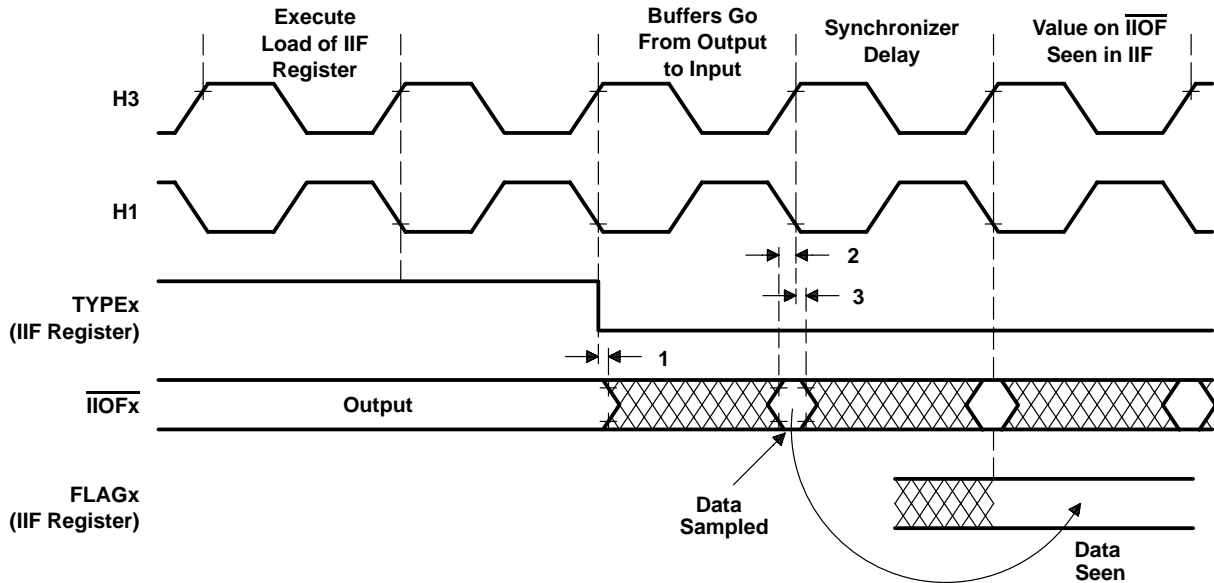 Execute
Load of IIF
Register
Buffers Go
From Output
to Input
Synchronizer
Delay
Value on IIOF
Seen in IIF
H3
H1
2
3
TYPEx
(IIF Register)
1
IIOFx
Output
FLAGx
(IIF Register)
Data
Sampled
Data
Seen